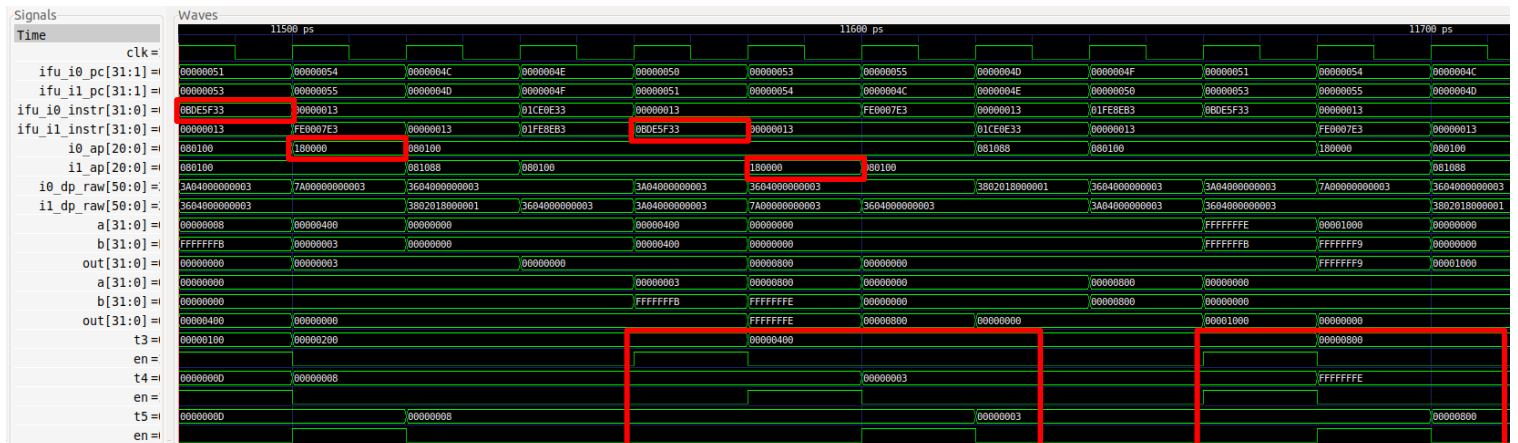 Signals
Waves
Time
11500 ps 11600 ps 11700 ps
clk=
ifu_i0_pc[31:1]= 00000051 00000054 0000004C 0000004E 00000050 00000053 00000055 0000004D 0000004F 00000051 00000054 0000004C
ifu_i1_pc[31:1]= 00000053 00000055 0000004D 0000004F 00000051 00000054 0000004C 0000004E 00000050 00000053 00000055 0000004D
ifu_i0_instr[31:0]= 0BDE5F33 00000013 01CE0E33 00000013 FE0007E3 00000013 01FE8EB3 0BDE5F33 00000013
ifu_i1_instr[31:0]= 00000013 FE0007E3 00000013 01FE8EB3 0BDE5F33 00000013 01CE0E33 00000013 FE0007E3 00000013
i0_ap[20:0]= 080100 180000 080100 081088 080100 180000 080100
i1_ap[20:0]= 080100 081088 080100 180000 080100 081088
i0_dp_raw[50:0]= 3A04000000003 7A00000000003 3604000000003 3A04000000003 3604000000003 3802018000001 3604000000003 3A04000000003 7A00000000003 3604000000003
i1_dp_raw[50:0]= 3604000000003 3802018000001 3604000000003 3A04000000003 7A00000000003 3604000000003 3A04000000003 3604000000003 3802018000001
a[31:0]= 00000008 00000400 00000000 00000400 00000000 FFFFFFFE 00001000 00000000
b[31:0]= FFFFFFFB 00000003 00000000 00000400 00000000 FFFFFFFB FFFFFFF9 00000000
out[31:0]= 00000000 00000003 00000000 00000800 00000000 FFFFFFF9 00001000
a[31:0]= 00000000 00000003 00000800 00000000 00000800 00000000
b[31:0]= 00000000 FFFFFFFB FFFFFFFE 00000000 00000800 00000000
out[31:0]= 00000400 00000000 FFFFFFFE 00000800 00000000 00001000 00000000
t3= 00000100 00000200 00000400 00000800
en=
t4= 0000000D 00000008 00000003 FFFFFFFE
en=
t5= 0000000D 00000008 00000003 00000800
en=